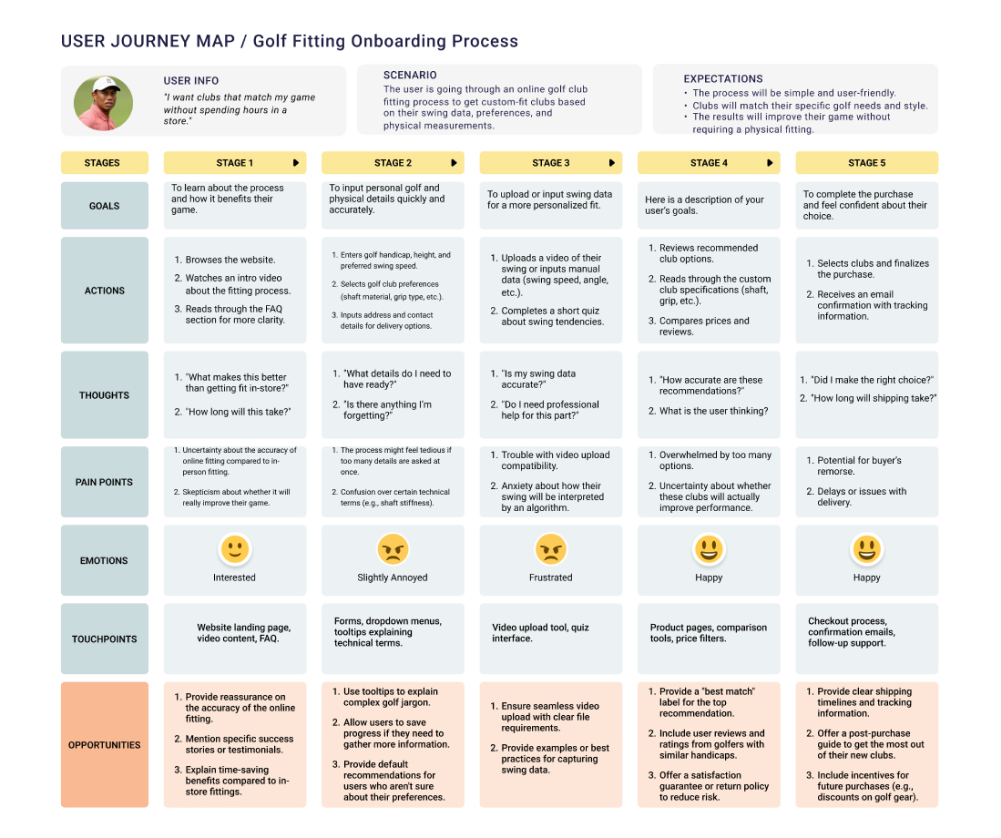 USER JOURNEY MAP / Golf Fitting Onboarding Process
USER INFO
"I want clubs that match my game
without spending hours in a
store."
SCENARIO
The user is going through an online golf club
fitting process to get custom-fit clubs based
on their swing data, preferences, and
physical measurements.
EXPECTATIONS
• The process will be simple and user-friendly.
• Clubs will match their specific golf needs and style.
• The results will improve their game without
requiring a physical fitting.
STAGES
STAGE 1
STAGE 2
STAGE 3
STAGE 4
STAGE 5
GOALS
To learn about the process
and how it benefits their
game.
To input personal golf and
physical details quickly and
accurately.
To upload or input swing data
for a more personalized fit.
Here is a description of your
user's goals.
To complete the purchase
and feel confident about their
choice.
ACTIONS
1. Browses the website.
2. Watches an intro video
about the fitting process.
3. Reads through the FAQ
section for more clarity.
1. Enters golf handicap, height, and
preferred swing speed.
2. Selects golf club preferences
(shaft material, grip type, etc.).
3. Inputs address and contact
details for delivery options.
1. Uploads a video of their
swing or inputs manual
data (swing speed, angle,
etc.).
2. Completes a short quiz
about swing tendencies.
1. Reviews recommended
club options.
2. Reads through the custom
club specifications (shaft,
grip, etc.).
3. Compares prices and
reviews.
1. Selects clubs and finalizes
the purchase.
2. Receives an email
confirmation with tracking
information.
THOUGHTS
1. "What makes this better
than getting fit in-store?"
2. "How long will this take?"
1. "What details do I need to
have ready?"
2. "Is there anything I'm
forgetting?"
1. "Is my swing data
accurate?"
2. "Do I need professional
help for this part?"
1. "How accurate are these
recommendations?"
2. What is the user thinking?
1. "Did I make the right choice?"
2. "How long will shipping take?"
PAIN POINTS
1. Uncertainty about the accuracy of
online fitting compared to in-
person fitting.
2. Skepticism about whether it will
really improve their game.
1. The process might feel tedious if
too many details are asked at
once.
2. Confusion over certain technical
terms (e.g., shaft stiffness).
1. Trouble with video upload
compatibility.
2. Anxiety about how their
swing will be interpreted
by an algorithm.
1. Overwhelmed by too many
options.
2. Uncertainty about whether
these clubs will actually
improve performance.
1. Potential for buyer's
remorse.
2. Delays or issues with
delivery.
EMOTIONS
Interested
Slightly Annoyed
Frustrated
Happy
Happy
TOUCHPOINTS
Website landing page,
video content, FAQ.
Forms, dropdown menus,
tooltips explaining
technical terms.
Video upload tool, quiz
interface.
Product pages, comparison
tools, price filters.
Checkout process,
confirmation emails,
follow-up support.
OPPORTUNITIES
1. Provide reassurance on
the accuracy of the online
fitting.
2. Mention specific success
stories or testimonials.
3. Explain time-saving
benefits compared to in-
store fittings.
1. Use tooltips to explain
complex golf jargon.
2. Allow users to save
progress if they need to
gather more information.
3. Provide default
recommendations for
users who aren't sure
about their preferences.
1. Ensure seamless video
upload with clear file
requirements.
2. Provide examples or best
practices for capturing
swing data.
1. Provide a "best match"
label for the top
recommendation.
2. Include user reviews and
ratings from golfers with
similar handicaps.
3. Offer a satisfaction
guarantee or return policy
to reduce risk.
1. Provide clear shipping
timelines and tracking
information.
2. Offer a post-purchase
guide to get the most out
of their new clubs.
3. Include incentives for
future purchases (e.g.,
discounts on golf gear).